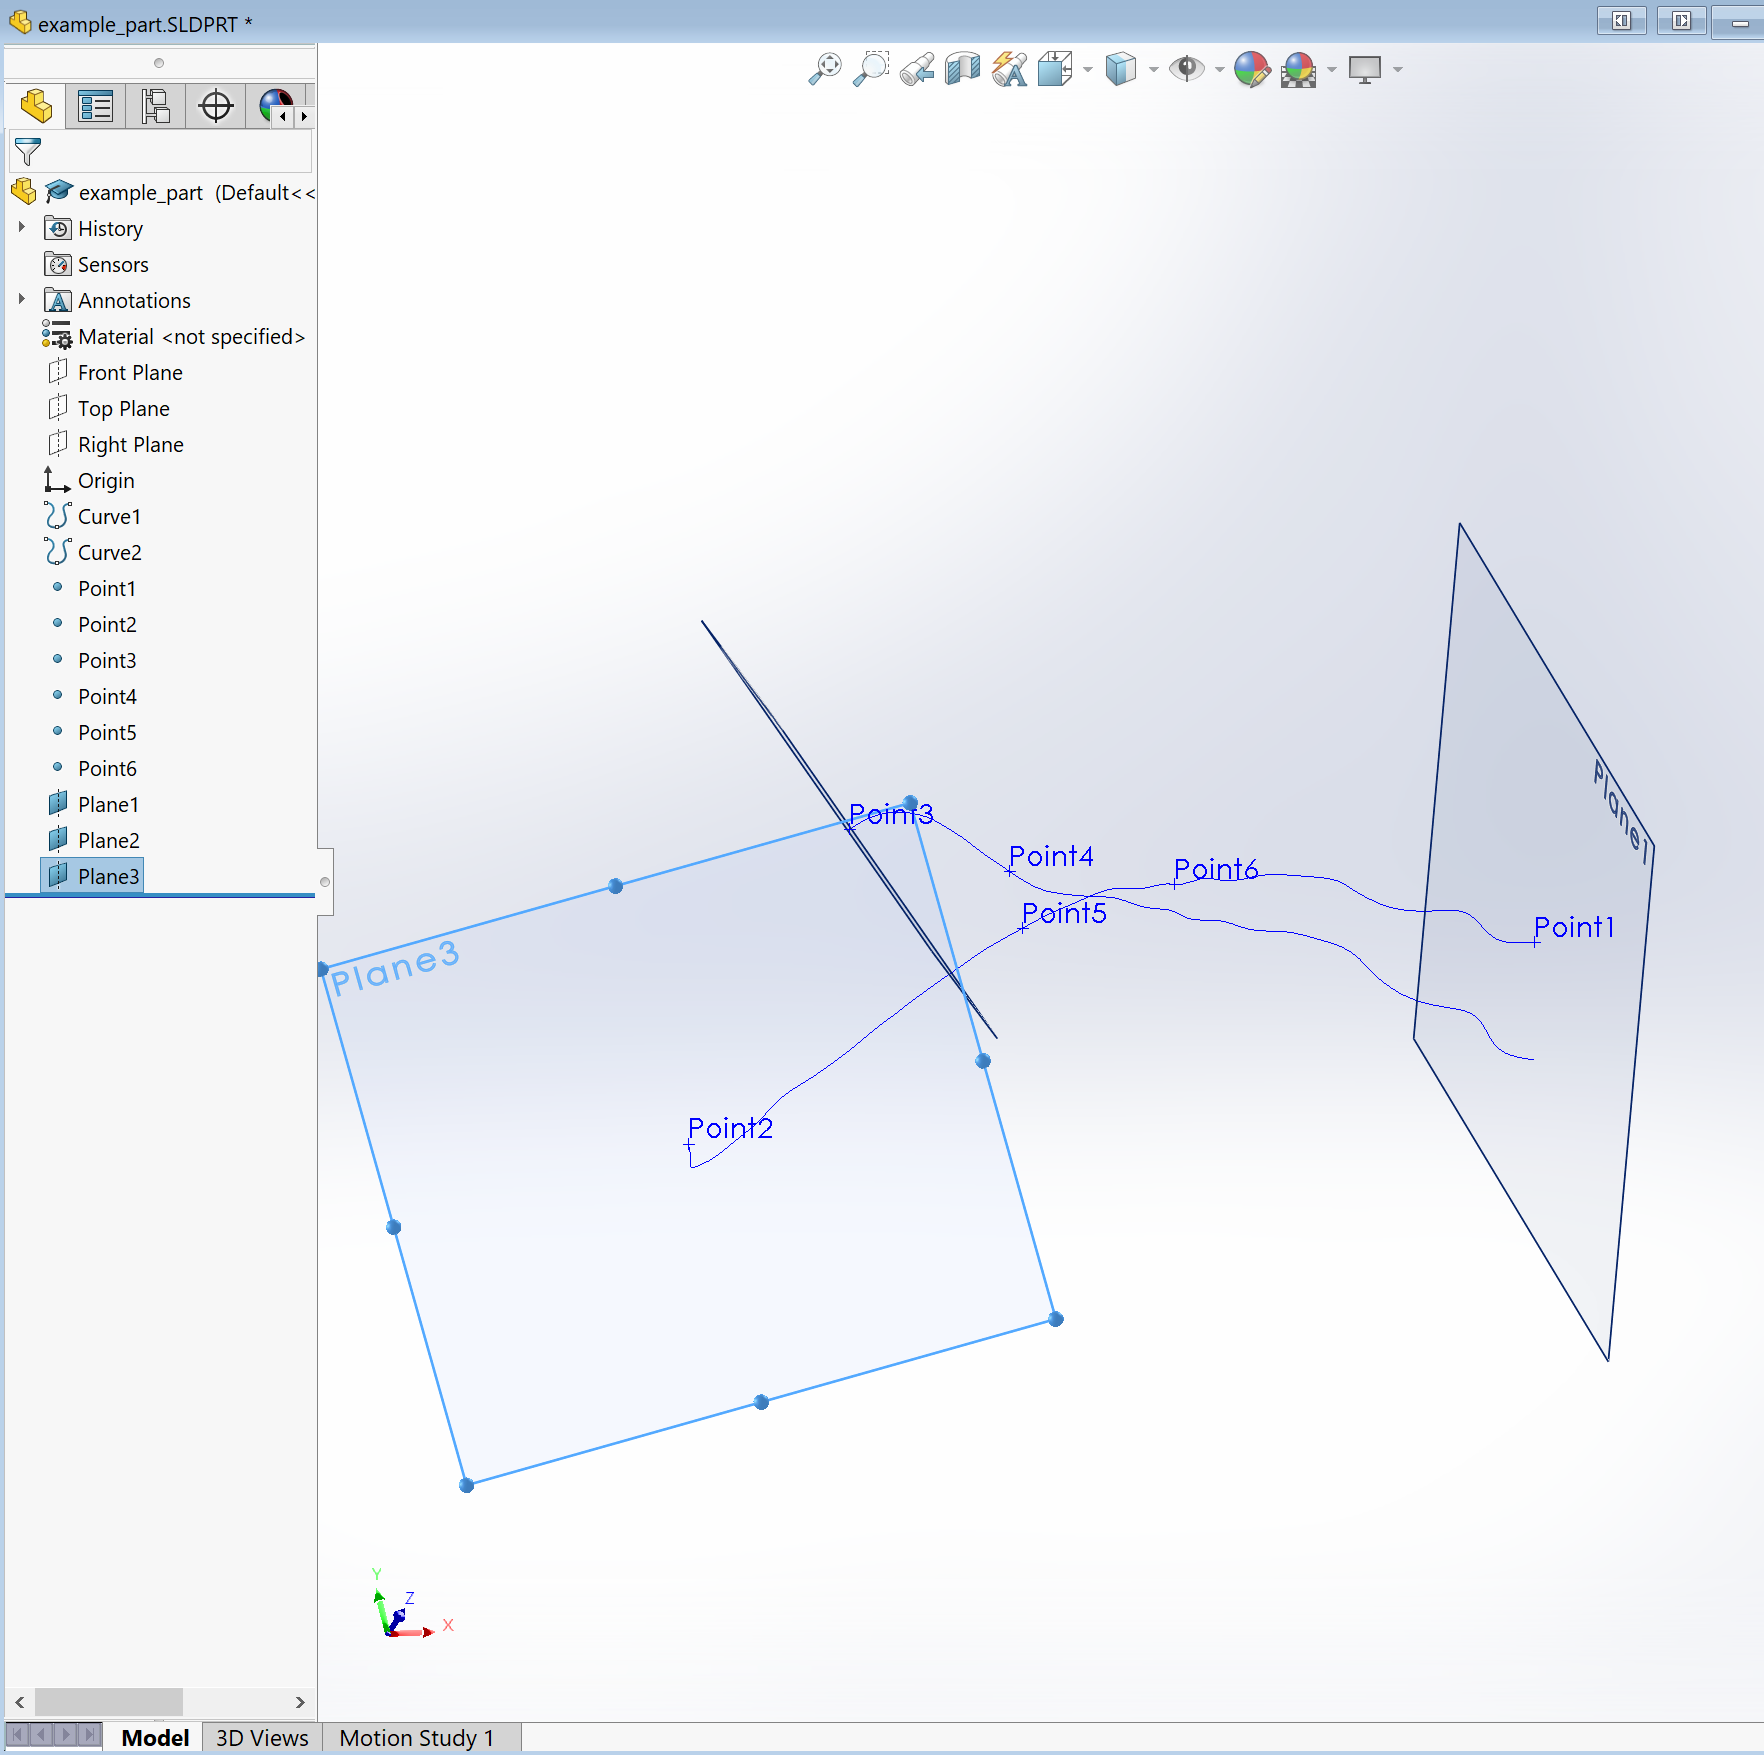 example_part.SLDPRT *
example_part (Default<<
History
Sensors
Annotations
Material <not specified>
Front Plane
Top Plane
Right Plane
Origin
Curve1
Curve2
Point1
Point2
Point3
Point4
Point5
Point6
Plane1
Plane2
Plane3
Plane1
Point3
Point4
Point6
Point5
Point1
Plane3
Point2
Y
Z
X
Model
3D Views
Motion Study 1